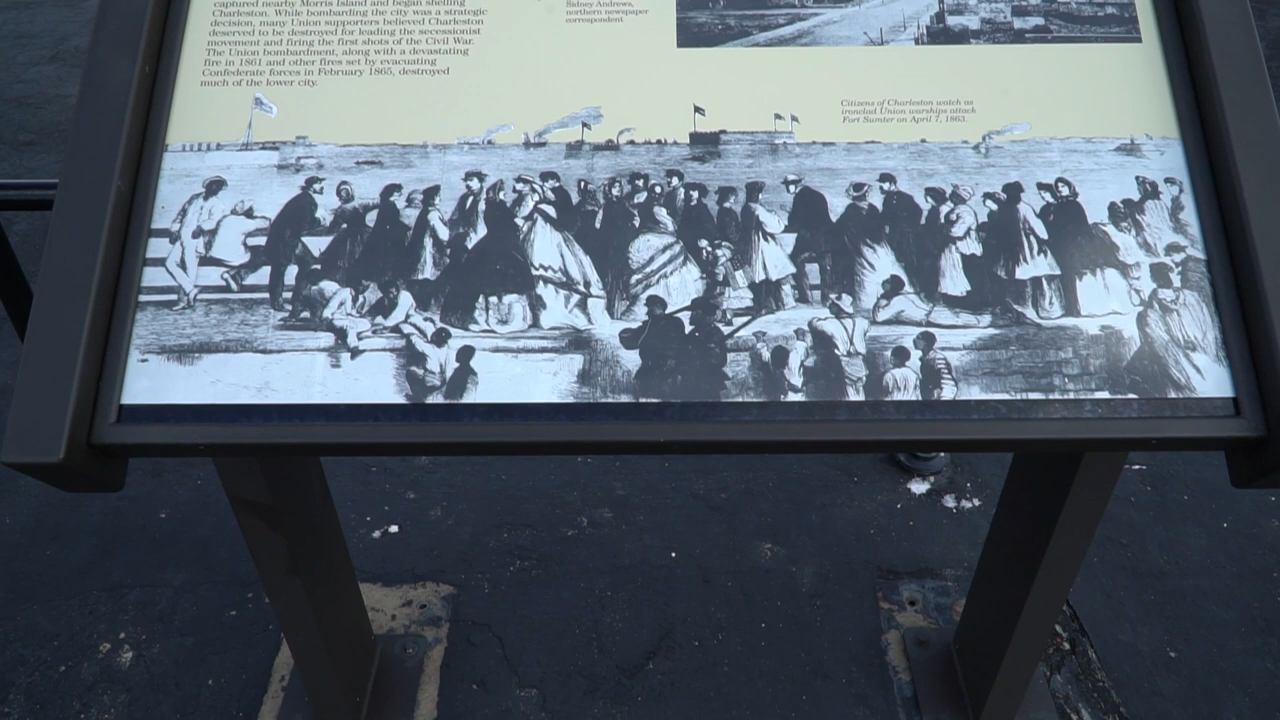 captured nearby Morris Island and began shelling
Charleston. While bombarding the city was a strategic
decision, many Union supporters believed Charleston
deserved to be destroyed for leading the secessionist
movement and firing the first shots of the Civil War.
The Union bombardment, along with a devastating
fire in 1861 and other fires set by evacuating
Confederate forces in February 1865, destroyed
much of the lower city.
Sidney Andrews,
northern newspaper
correspondent
Citizens of Charleston watch as
ironclad Union warships attack
Fort Sumter on April 7, 1863.